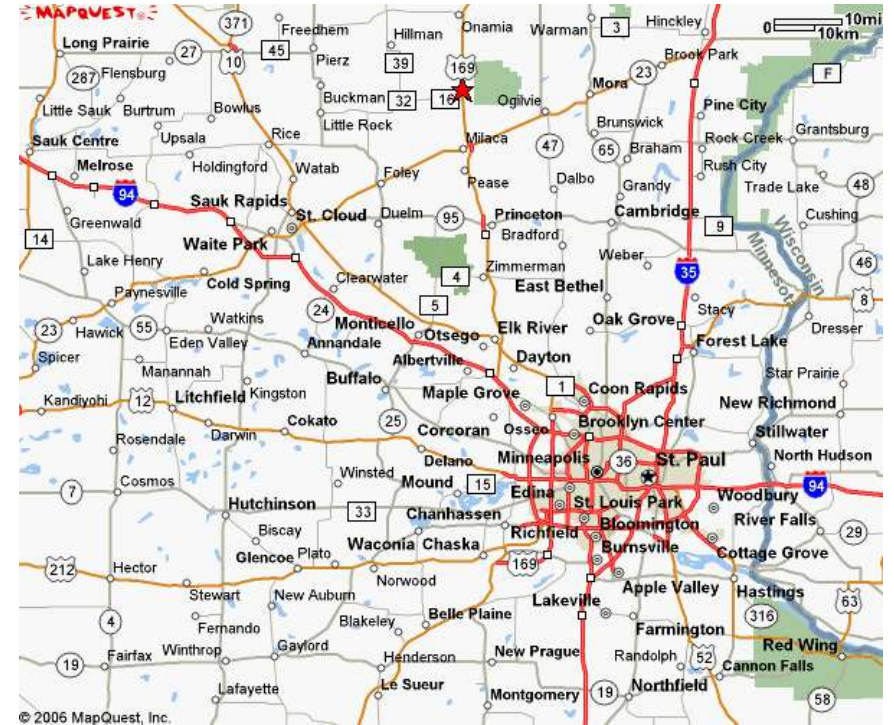 MAPQUEST
371
Freedhem
Hillman
Onamia
Warman
3
Hinckley
0 10mi
10km
Long Prairie
27
10
45
Pierz
39
169
23
Brook Park
F
287
Flensburg
Buckman
32
16
Ogilvie
Mora
Pine City
Little Sauk
Burtrum
Bowlus
Little Rock
Brunswick
Rock Creek
Grantsburg
Upsala
Rice
Milaca
47
65
Braham
Rush City
Sauk Centre
Holdingford
Watab
Foley
Pease
Dalbo
Grandy
Trade Lake
48
Melrose
94
Sauk Rapids
St. Cloud
Duelm
95
Princeton
Cambridge
9
Cushing
Greenwald
14
Waite Park
Bradford
Weber
Wisconsin
Minnesota
46
Lake Henry
Cold Spring
Clearwater
4
Zimmerman
East Bethel
35
Stacy
8
Paynesville
24
5
Monticello
Otsego
Elk River
Oak Grove
Dresser
23
Hawick
55
Watkins
Eden Valley
Annandale
Albertville
Dayton
Forest Lake
Spicer
Manannah
Buffalo
Maple Grove
1
Coon Rapids
Star Prairie
Kandiyohi
12
Litchfield
Kingston
25
Corcoran
Osseo
Brooklyn Center
New Richmond
Cokato
Darwin
Stillwater
Rosendale
Delano
Minneapolis
36
St. Paul
North Hudson
7
Cosmos
Winsted
Mound
15
Edina
St. Louis Park
Woodbury
94
Hutchinson
33
Chanhassen
Bloomington
River Falls
29
Biscay
Waconia
Chaska
Richfield
Burnsville
Cottage Grove
212
Hector
Glencoe
Plato
Norwood
169
Apple Valley
Hastings
63
Stewart
New Auburn
Belle Plaine
Lakeville
316
4
Fernando
Blakeley
Farmington
Red Wing
19
Fairfax
Winthrop
Gaylord
Henderson
New Prague
Randolph
52
Cannon Falls
Lafayette
Le Sueur
Montgomery
19
Northfield
58
© 2006 MapQuest, Inc.